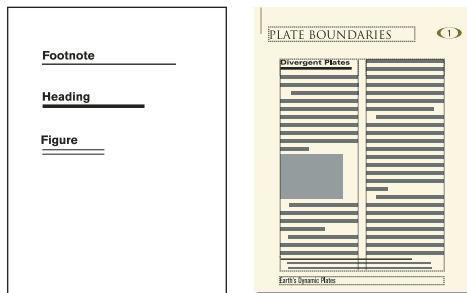 Footnote
Heading
Figure
PLATE BOUNDARIES
1
Divergent Plates
Earth's Dynamic Plates